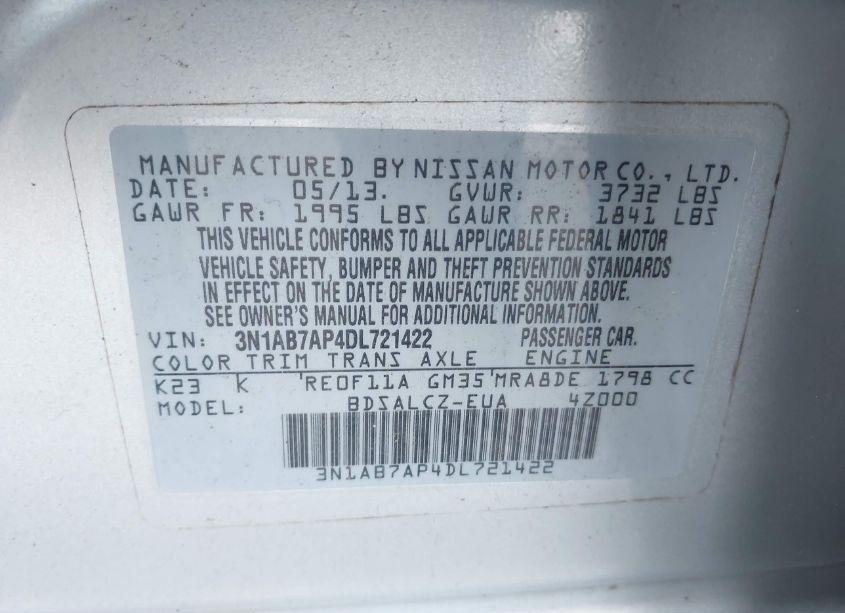 MANUFACTURED BY NISSAN MOTOR CO., LTD.
DATE: 05/13. GVWR: 3732 LBS
GAWR FR: 1995 LBS GAWR RR: 1841 LBS
THIS VEHICLE CONFORMS TO ALL APPLICABLE FEDERAL MOTOR
VEHICLE SAFETY, BUMPER AND THEFT PREVENTION STANDARDS
IN EFFECT ON THE DATE OF MANUFACTURE SHOWN ABOVE.
SEE OWNER'S MANUAL FOR ADDITIONAL INFORMATION.
VIN: 3N1AB7AP4DL721422 PASSENGER CAR.
COLOR TRIM TRANS AXLE ENGINE
K23 K 'RE0F11A GM35'MRA8DE 1798 CC
MODEL: BDSALCZ-EUA 4Z000
3N1AB7AP4DL721422